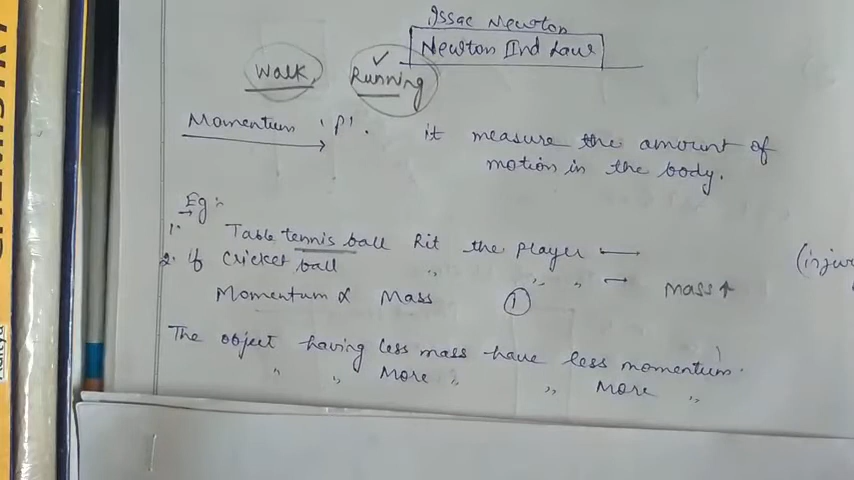 Issac Newton
Newton IInd Law
Walk, Running
Momentum 'P'. it measure the amount of
motion in the body.
Eg:-
1. Table tennis ball hit the player
2. if cricket ball " " " Mass↑
Momentum ∝ Mass ①
The object having less mass have less momentum.
" " More " " More "
CHEMISTRY
Aditya